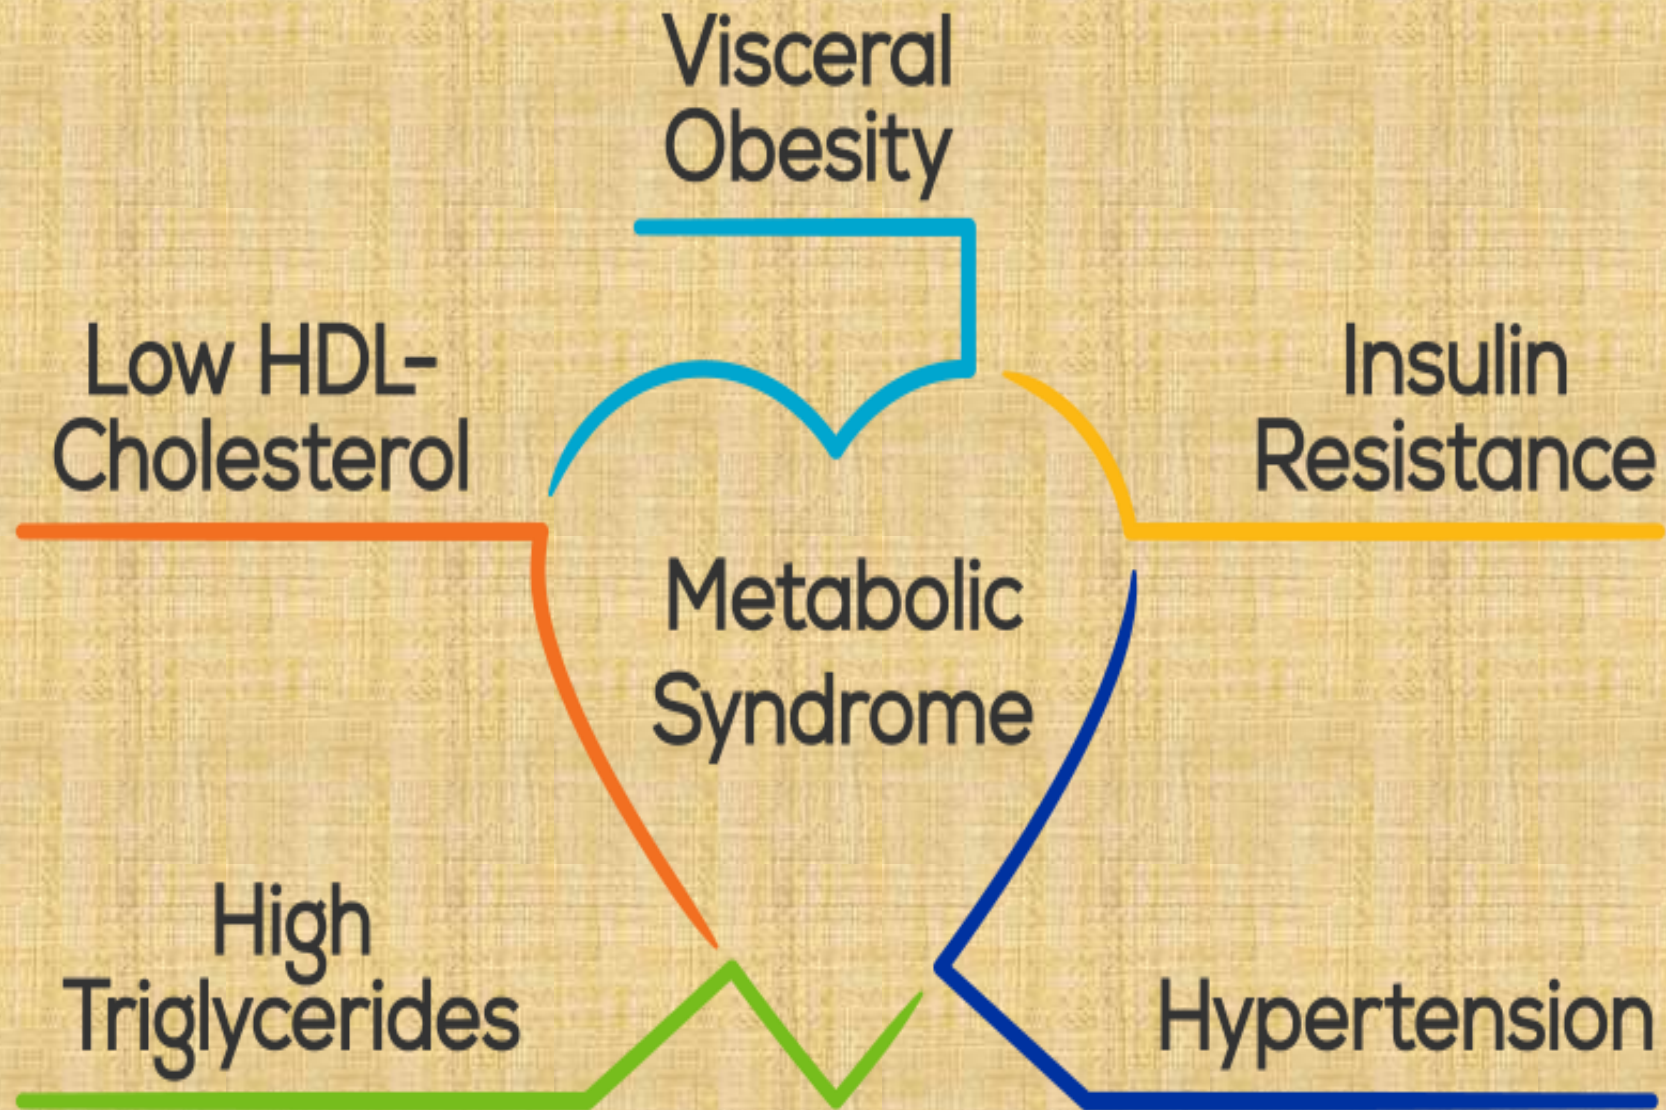 Visceral
Obesity
Low HDL-
Cholesterol
Insulin
Resistance
Metabolic
Syndrome
High
Triglycerides
Hypertension